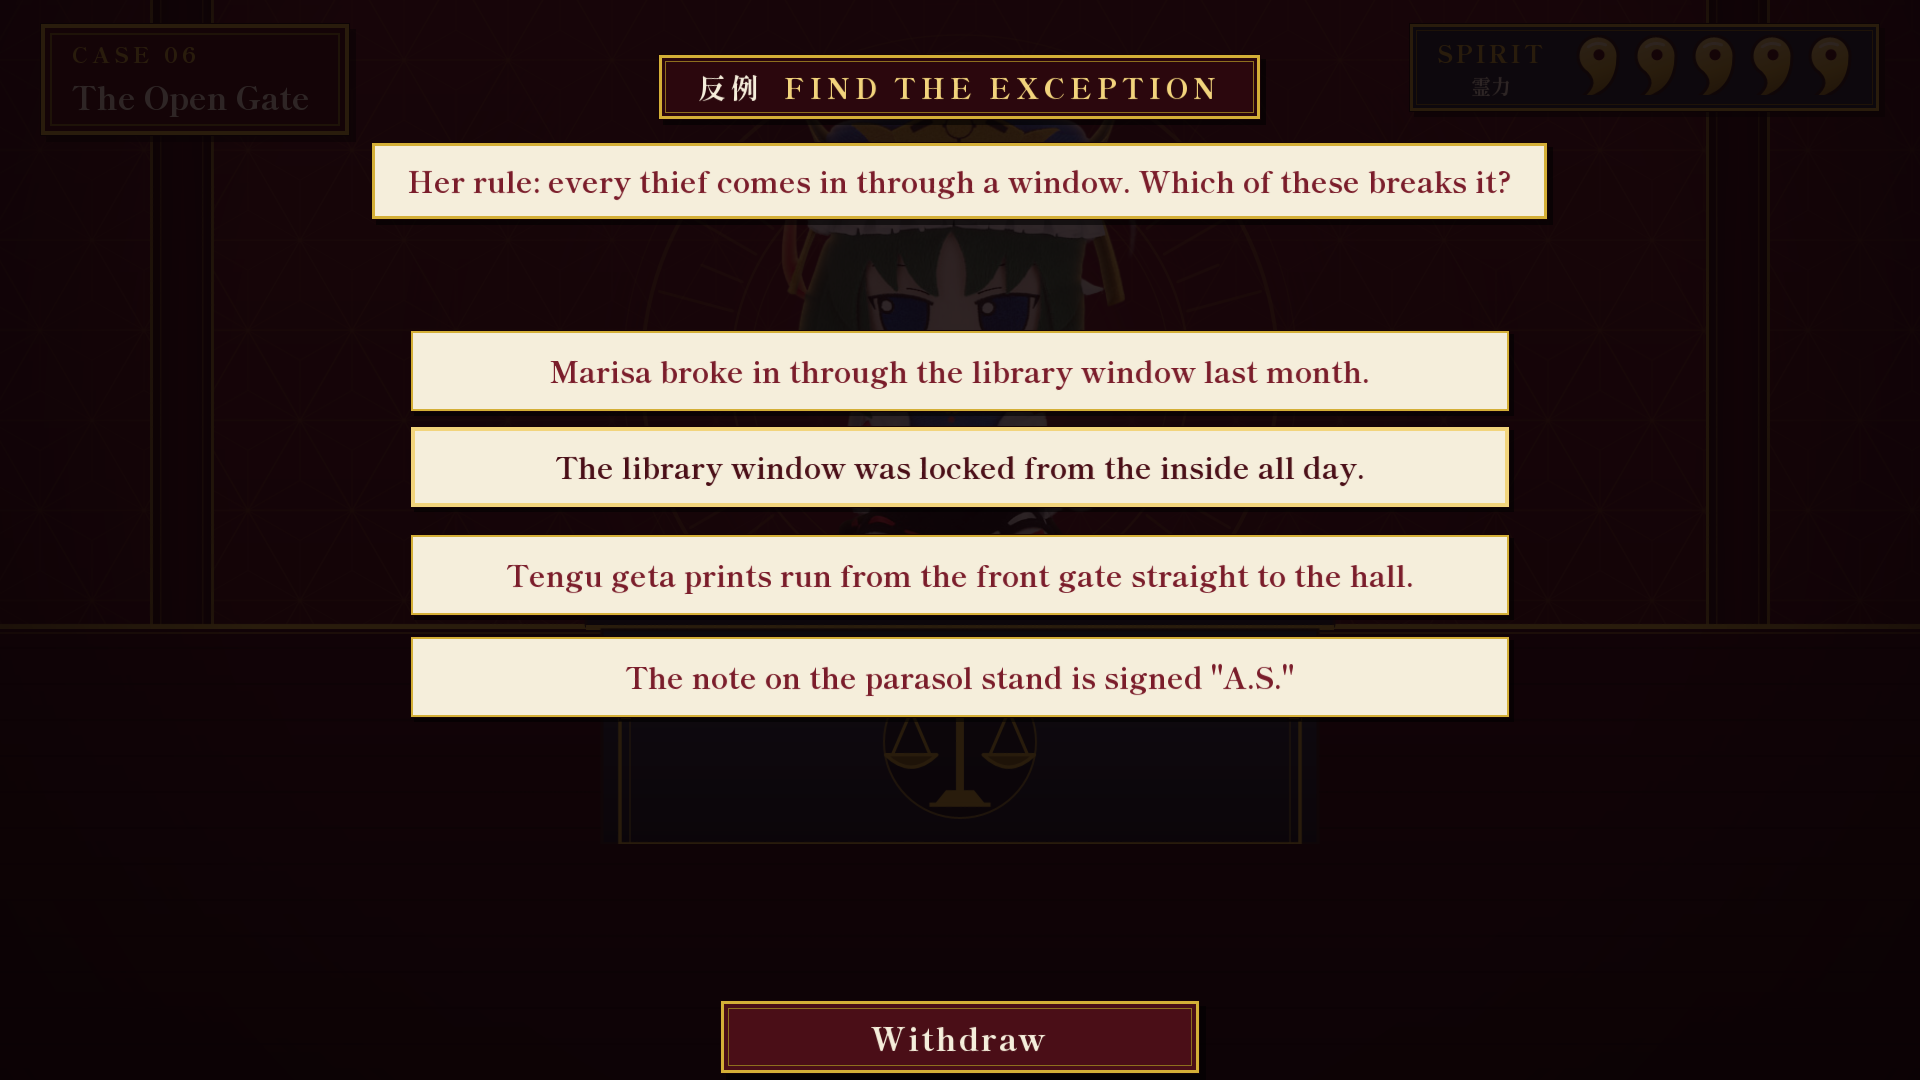 CASE 06
The Open Gate
反例 FIND THE EXCEPTION
SPIRIT
霊力
Her rule: every thief comes in through a window. Which of these breaks it?
Marisa broke in through the library window last month.
The library window was locked from the inside all day.
Tengu geta prints run from the front gate straight to the hall.
The note on the parasol stand is signed "A.S."
Withdraw